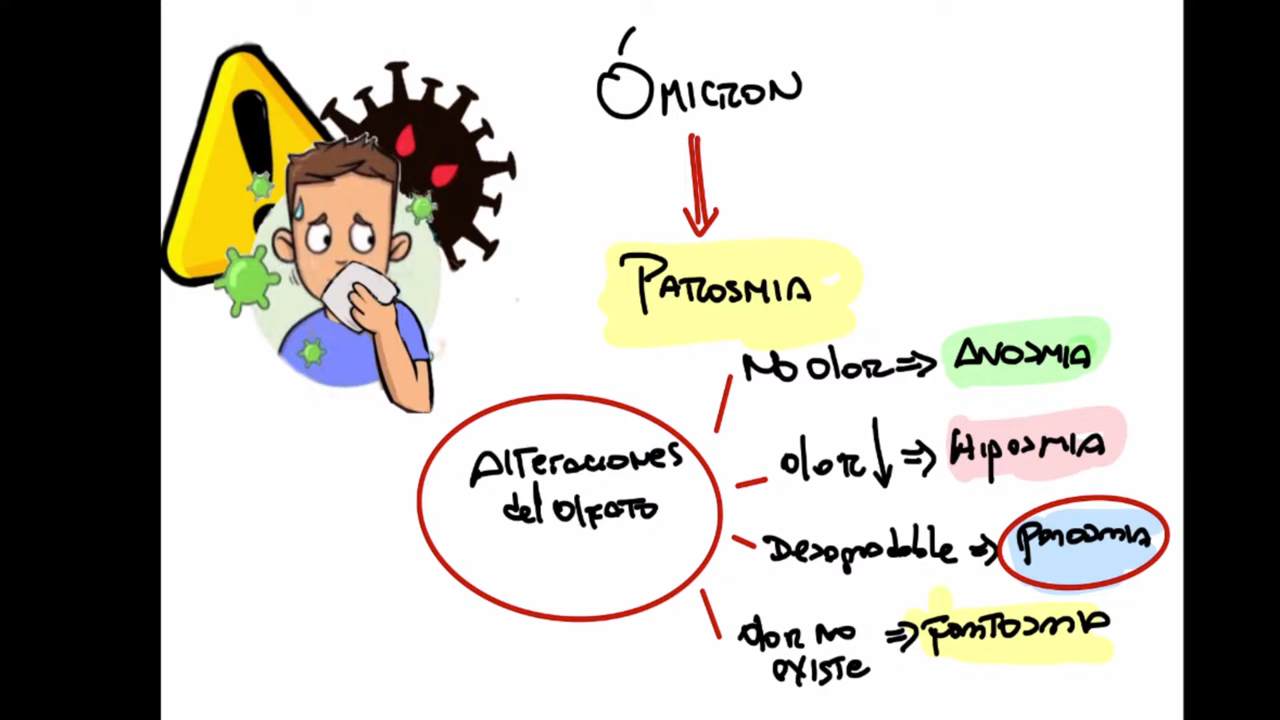 Ómicron
Parosmia
No olor ⇒ Anosmia
Olor ↓ ⇒ Hiposmia
Alteraciones
del olfato
Desagradable ⇒ Parosmia
Olor no
existe ⇒ Fantosmia